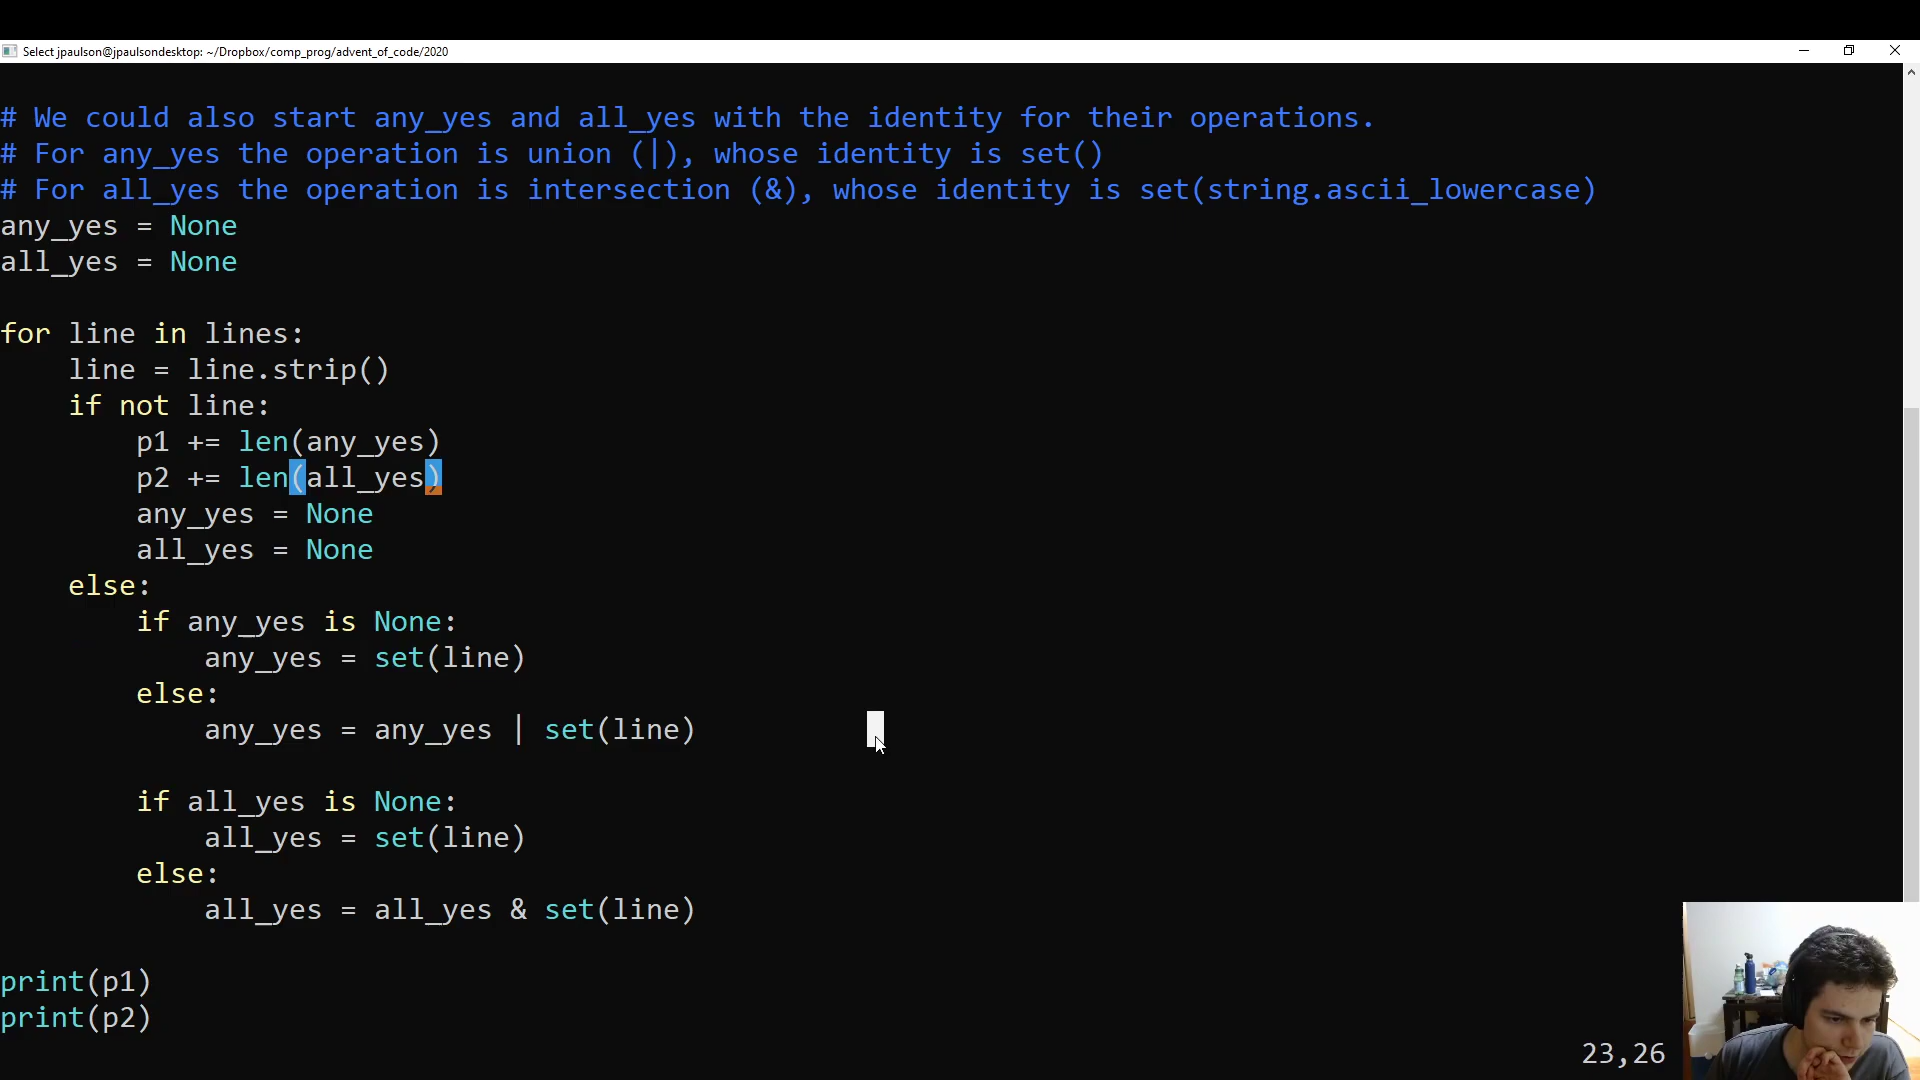 Select jpaulson@jpaulsondesktop: ~/Dropbox/comp_prog/advent_of_code/2020
# We could also start any_yes and all_yes with the identity for their operations.
# For any_yes the operation is union (|), whose identity is set()
# For all_yes the operation is intersection (&), whose identity is set(string.ascii_lowercase)
any_yes = None
all_yes = None
for line in lines:
    line = line.strip()
    if not line:
        p1 += len(any_yes)
        p2 += len(all_yes)
        any_yes = None
        all_yes = None
    else:
        if any_yes is None:
            any_yes = set(line)
        else:
            any_yes = any_yes | set(line)
        if all_yes is None:
            all_yes = set(line)
        else:
            all_yes = all_yes & set(line)
print(p1)
print(p2)
23,26